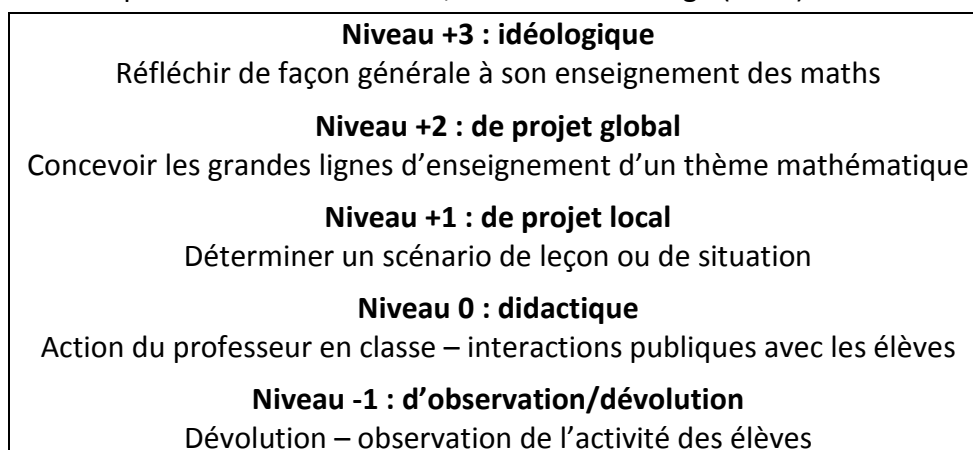 Niveau +3 : idéologique
Réfléchir de façon générale à son enseignement des maths
Niveau +2 : de projet global
Concevoir les grandes lignes d’enseignement d’un thème mathématique
Niveau +1 : de projet local
Déterminer un scénario de leçon ou de situation
Niveau 0 : didactique
Action du professeur en classe – interactions publiques avec les élèves
Niveau -1 : d’observation/dévolution
Dévolution – observation de l’activité des élèves